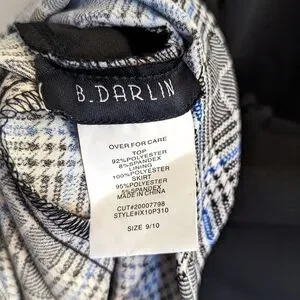 B. DARLIN
OVER FOR CARE
TOP
92%POLYESTER
8%SPANDEX
LINING
100%POLYESTER
SKIRT
95%POLYESTER
5%SPANDEX
MADE IN CHINA
CUT#20007798
STYLE#IX10P310
SIZE 9/10